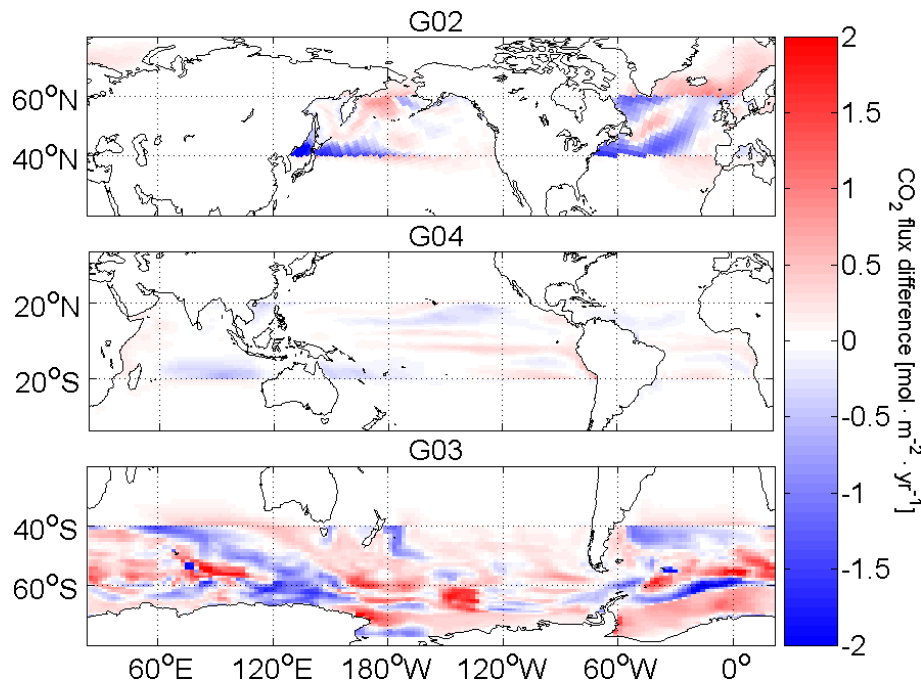 G02
60°N
40°N
G04
20°N
20°S
G03
40°S
60°S
60°E 120°E 180°W 120°W 60°W 0°
2
1.5
1
0.5
0
-0.5
-1
-1.5
-2
CO₂ flux difference [mol · m⁻² · yr⁻¹]